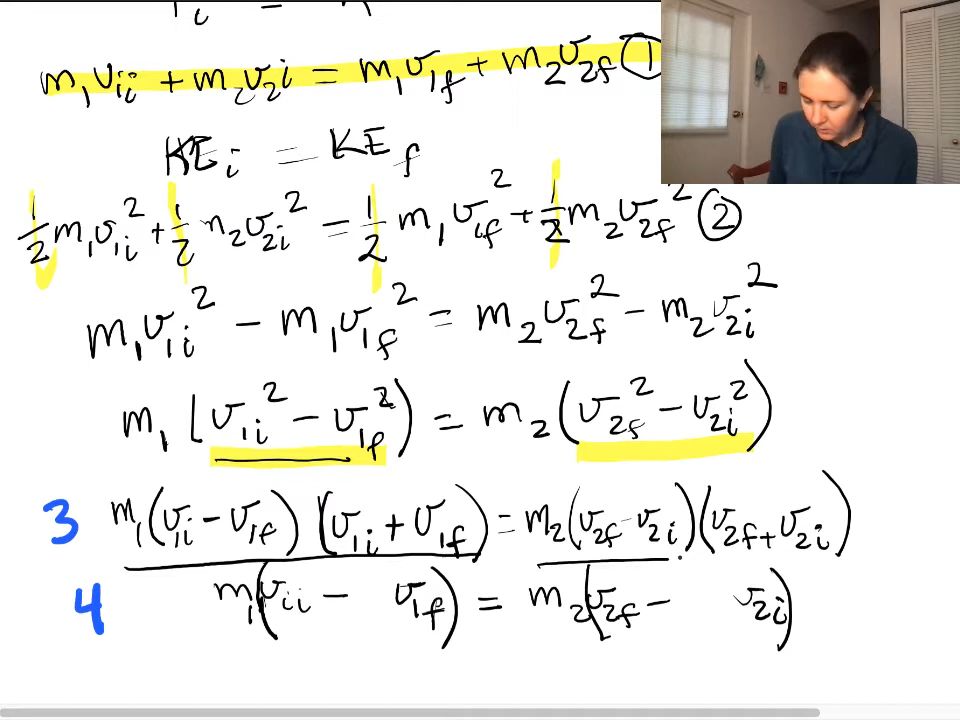 m₁v₁ᵢ + m₂v₂ᵢ = m₁v₁f + m₂v₂f ①
KEᵢ = KE_f
½m₁v₁ᵢ² + ½m₂v₂ᵢ² = ½m₁v₁f² + ½m₂v₂f² ②
m₁v₁ᵢ² − m₁v₁f² = m₂v₂f² − m₂v₂ᵢ²
m₁(v₁ᵢ² − v₁f²) = m₂(v₂f² − v₂ᵢ²)
3 m₁(v₁ᵢ − v₁f)(v₁ᵢ + v₁f) = m₂(v₂f − v₂ᵢ)(v₂f + v₂ᵢ)
4 m₁(v₁ᵢ − v₁f) = m₂(v₂f − v₂ᵢ)